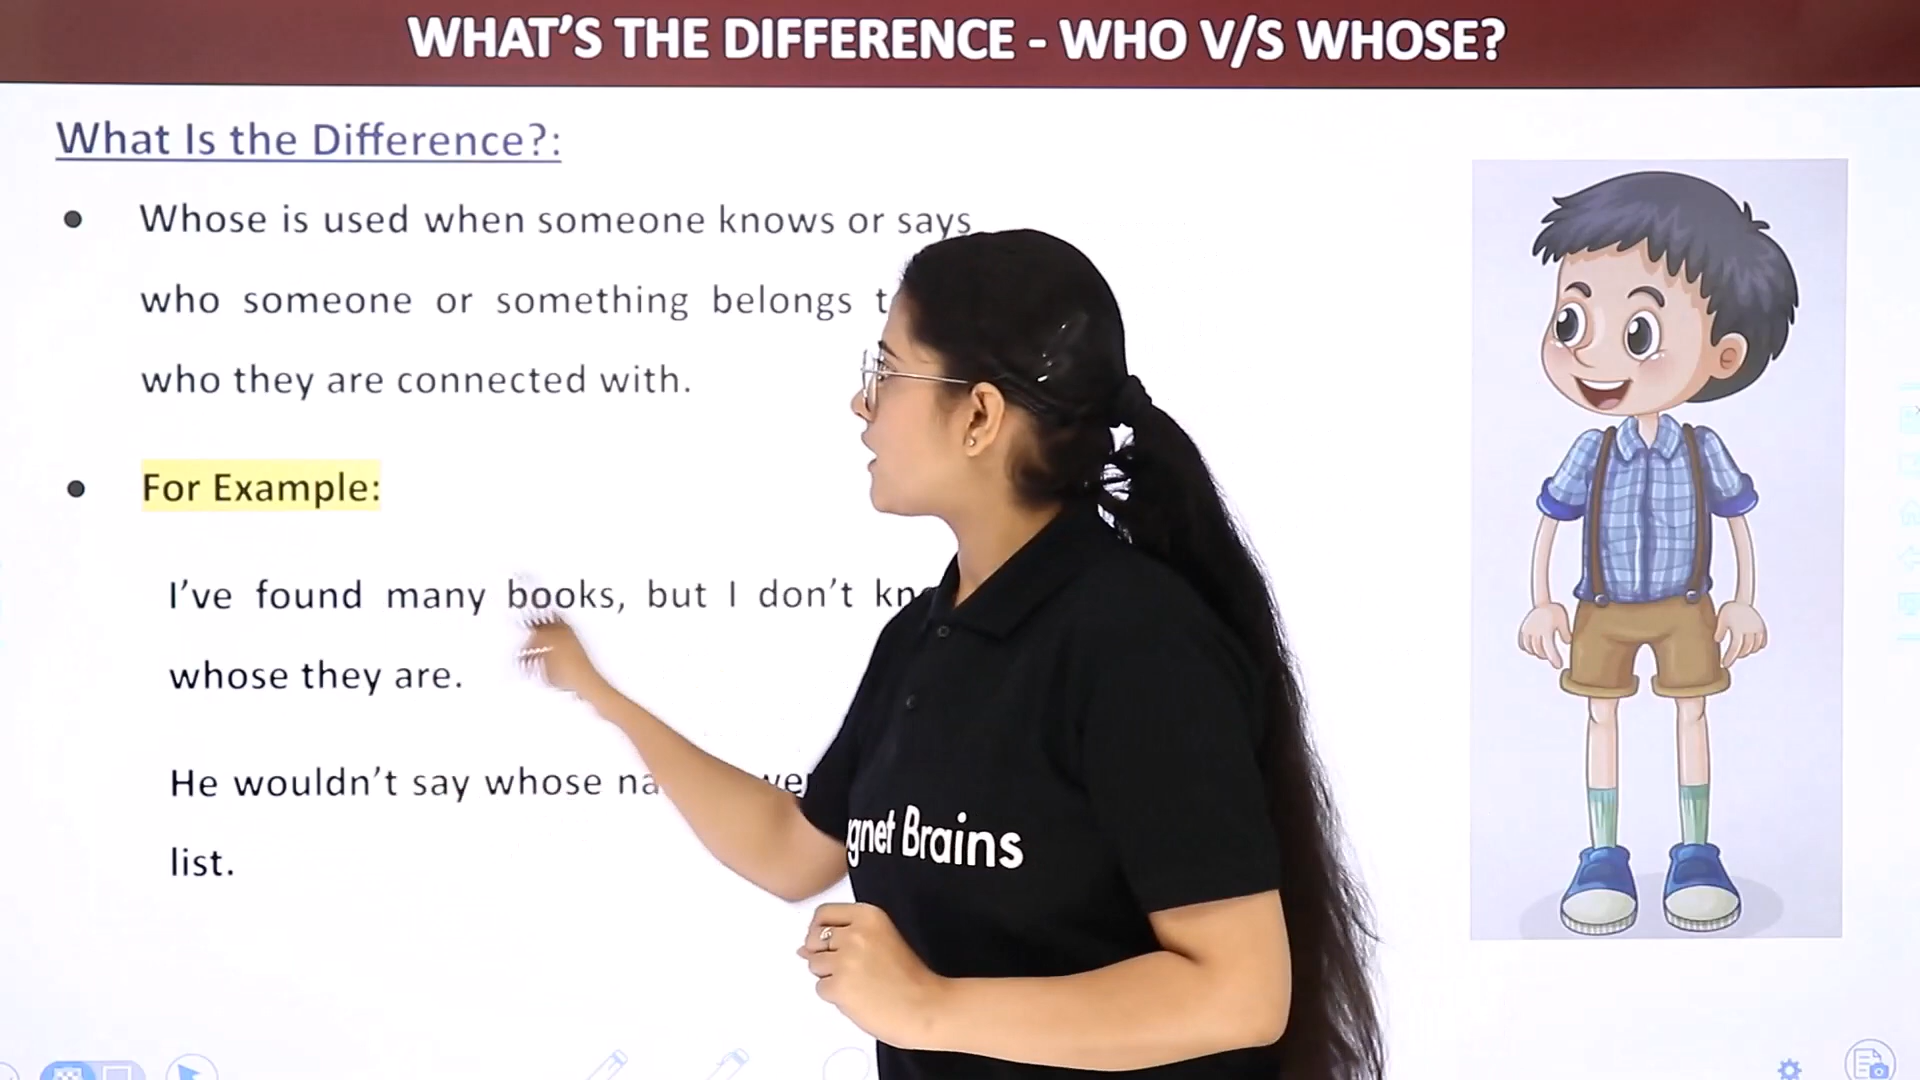 WHAT'S THE DIFFERENCE - WHO V/S WHOSE?
What Is the Difference?:
Whose is used when someone knows or says
who someone or something belongs
who they are connected with.
For Example:
I've found many books, but I don't
whose they are.
He wouldn't say whose
list.
Brains